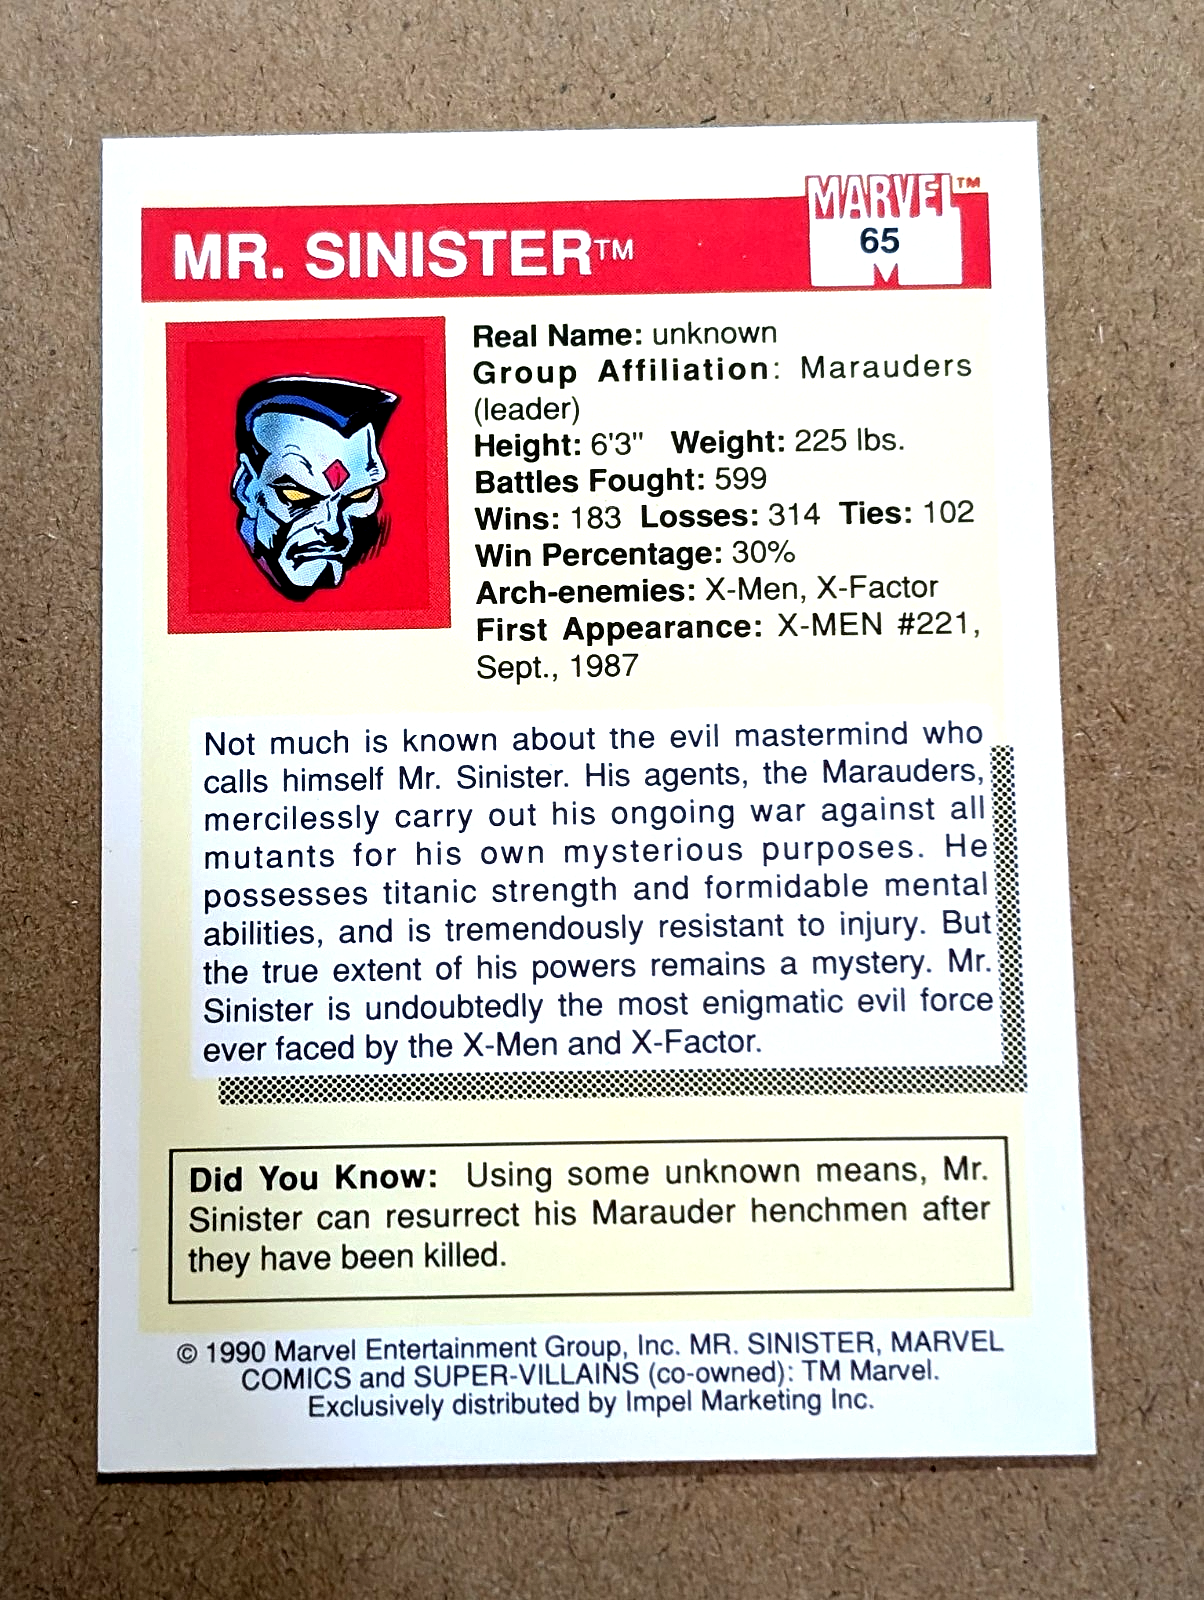 MARVEL™
65
MR. SINISTER™
Real Name: unknown
Group Affiliation: Marauders
(leader)
Height: 6'3" Weight: 225 lbs.
Battles Fought: 599
Wins: 183 Losses: 314 Ties: 102
Win Percentage: 30%
Arch-enemies: X-Men, X-Factor
First Appearance: X-MEN #221,
Sept., 1987
Not much is known about the evil mastermind who
calls himself Mr. Sinister. His agents, the Marauders,
mercilessly carry out his ongoing war against all
mutants for his own mysterious purposes. He
possesses titanic strength and formidable mental
abilities, and is tremendously resistant to injury. But
the true extent of his powers remains a mystery. Mr.
Sinister is undoubtedly the most enigmatic evil force
ever faced by the X-Men and X-Factor.
Did You Know: Using some unknown means, Mr.
Sinister can resurrect his Marauder henchmen after
they have been killed.
© 1990 Marvel Entertainment Group, Inc. MR. SINISTER, MARVEL
COMICS and SUPER-VILLAINS (co-owned): TM Marvel.
Exclusively distributed by Impel Marketing Inc.